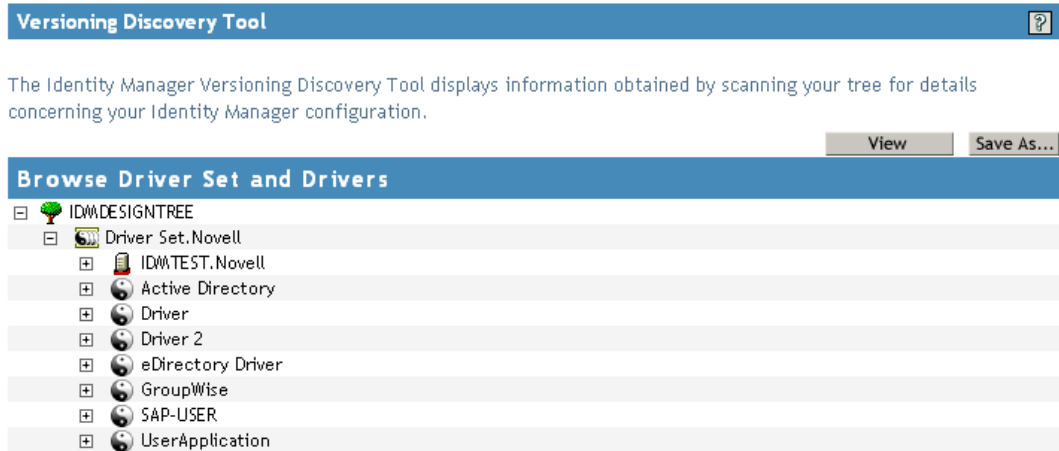 Versioning Discovery Tool
?
The Identity Manager Versioning Discovery Tool displays information obtained by scanning your tree for details
concerning your Identity Manager configuration.
View Save As...
Browse Driver Set and Drivers
IDMDESIGNTREE
Driver Set.Novell
IDMTEST.Novell
Active Directory
Driver
Driver 2
eDirectory Driver
GroupWise
SAP-USER
UserApplication